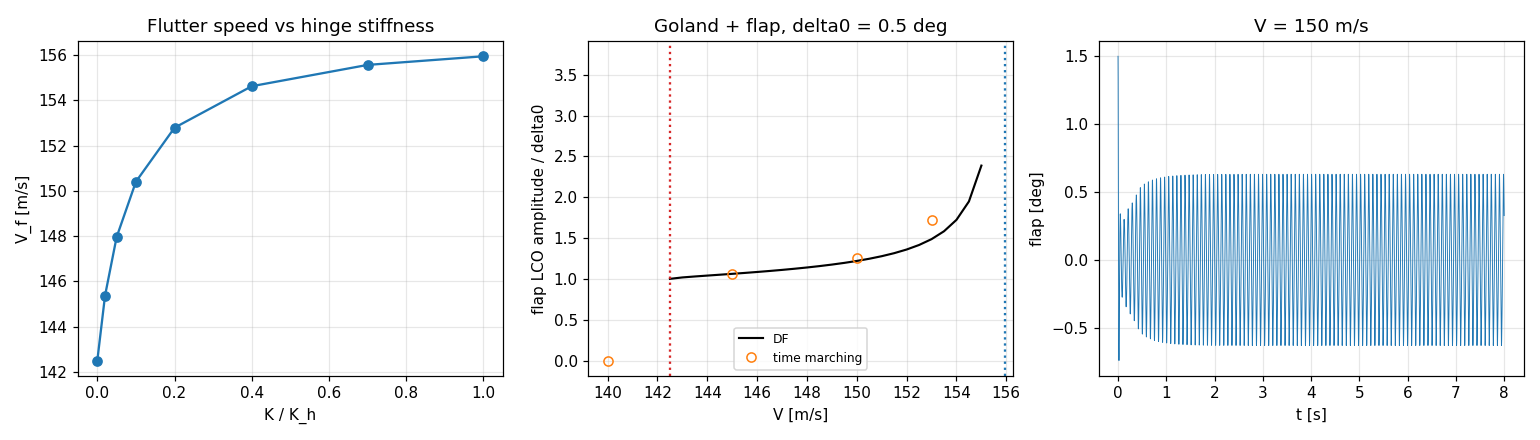 Flutter speed vs hinge stiffness
V_f [m/s]
156
154
152
150
148
146
144
142
0.0 0.2 0.4 0.6 0.8 1.0
K / K_h
Goland + flap, delta0 = 0.5 deg
flap LCO amplitude / delta0
3.5
3.0
2.5
2.0
1.5
1.0
0.5
0.0
DF
time marching
140 142 144 146 148 150 152 154 156
V [m/s]
V = 150 m/s
flap [deg]
1.5
1.0
0.5
0.0
−0.5
0 1 2 3 4 5 6 7 8
t [s]